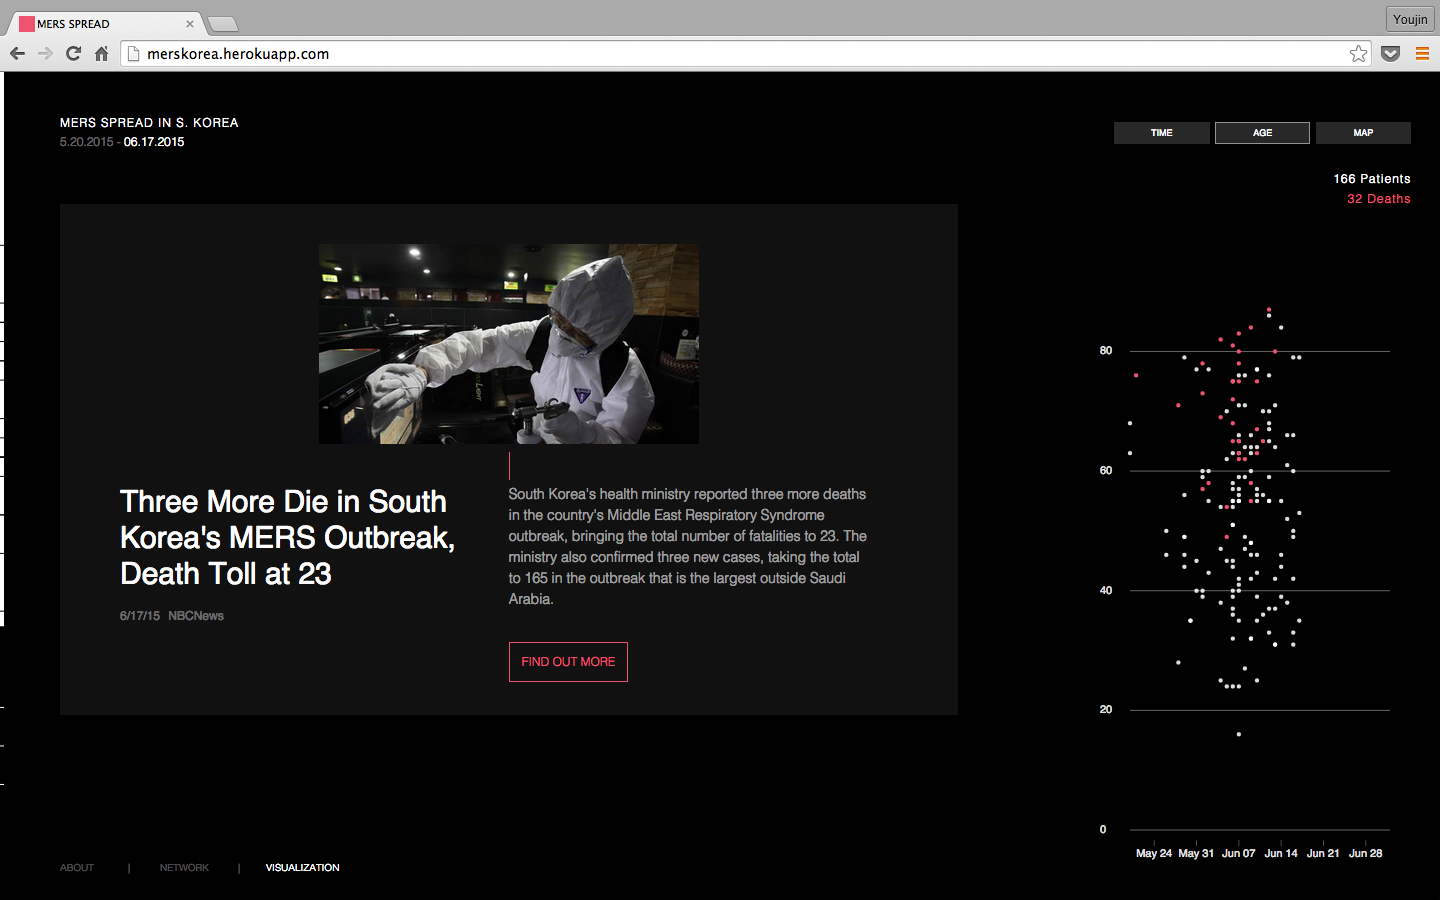 MERS SPREAD
Youjin
merskorea.herokuapp.com
MERS SPREAD IN S. KOREA
5.20.2015 - 06.17.2015
TIME
AGE
MAP
166 Patients
32 Deaths
Three More Die in South
Korea's MERS Outbreak,
Death Toll at 23
6/17/15 NBCNews
South Korea's health ministry reported three more deaths
in the country's Middle East Respiratory Syndrome
outbreak, bringing the total number of fatalities to 23. The
ministry also confirmed three new cases, taking the total
to 165 in the outbreak that is the largest outside Saudi
Arabia.
FIND OUT MORE
80
60
40
20
0
May 24 May 31 Jun 07 Jun 14 Jun 21 Jun 28
ABOUT | NETWORK | VISUALIZATION